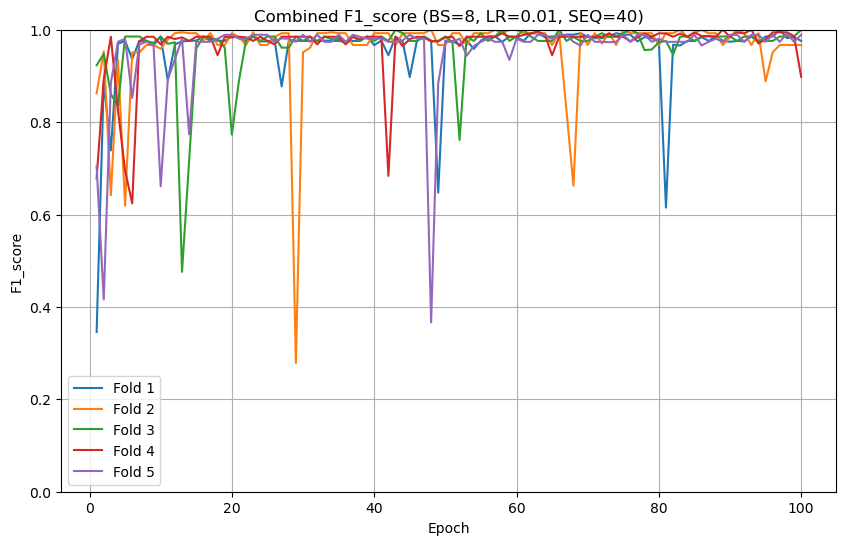 Combined F1_score (BS=8, LR=0.01, SEQ=40)
1.0
0.8
0.6
0.4
0.2
0.0
F1_score
Fold 1
Fold 2
Fold 3
Fold 4
Fold 5
0 20 40 60 80 100
Epoch